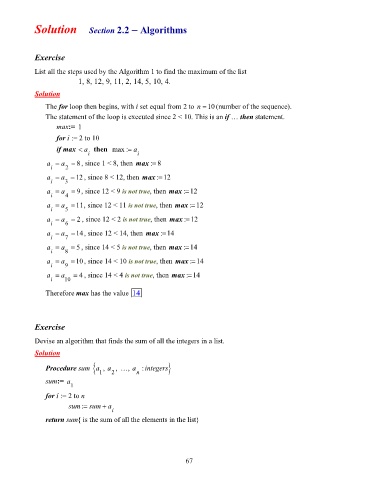 Solution Section 2.2 – Algorithms
Exercise
List all the steps used by the Algorithm 1 to find the maximum of the list
1, 8, 12, 9, 11, 2, 14, 5, 10, 4.
Solution
The for loop then begins, with i set equal from 2 to n = 10 (number of the sequence).
The statement of the loop is executed since 2 < 10. This is an if … then statement.
max:= 1
for i := 2 to 10
if max < a_i then max := a_i
a_i = a_2 = 8, since 1 < 8, then max := 8
a_i = a_3 = 12, since 8 < 12, then max := 12
a_i = a_4 = 9, since 12 < 9 is not true, then max := 12
a_i = a_5 = 11, since 12 < 11 is not true, then max := 12
a_i = a_6 = 2, since 12 < 2 is not true, then max := 12
a_i = a_7 = 14, since 12 < 14, then max := 14
a_i = a_8 = 5, since 14 < 5 is not true, then max := 14
a_i = a_9 = 10, since 14 < 10 is not true, then max := 14
a_i = a_10 = 4, since 14 < 4 is not true, then max := 14
Therefore max has the value 14
Exercise
Devise an algorithm that finds the sum of all the integers in a list.
Solution
Procedure sum {a_1, a_2, …, a_n : integers}
sum:= a_1
for i := 2 to n
sum := sum + a_i
return sum{ is the sum of all the elements in the list}
67